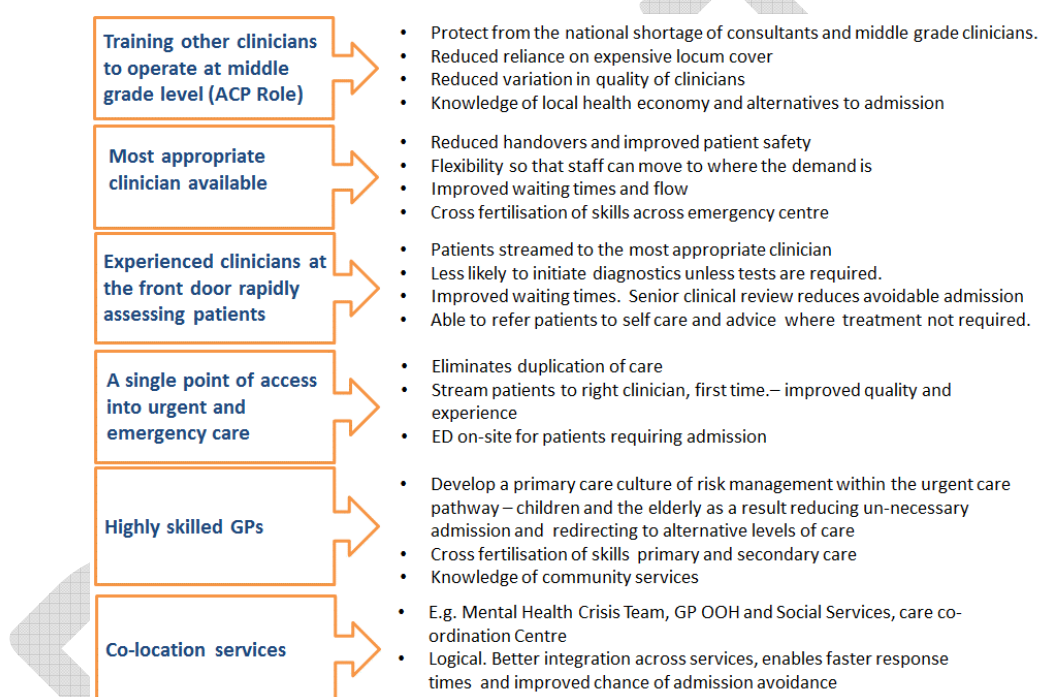 Training other clinicians
to operate at middle
grade level (ACP Role)
• Protect from the national shortage of consultants and middle grade clinicians.
• Reduced reliance on expensive locum cover
• Reduced variation in quality of clinicians
• Knowledge of local health economy and alternatives to admission
Most appropriate
clinician available
• Reduced handovers and improved patient safety
• Flexibility so that staff can move to where the demand is
• Improved waiting times and flow
• Cross fertilisation of skills across emergency centre
Experienced clinicians at
the front door rapidly
assessing patients
• Patients streamed to the most appropriate clinician
• Less likely to initiate diagnostics unless tests are required.
• Improved waiting times. Senior clinical review reduces avoidable admission
• Able to refer patients to self care and advice where treatment not required.
A single point of access
into urgent and
emergency care
• Eliminates duplication of care
• Stream patients to right clinician, first time.– improved quality and
experience
• ED on-site for patients requiring admission
Highly skilled GPs
• Develop a primary care culture of risk management within the urgent care
pathway – children and the elderly as a result reducing un-necessary
admission and redirecting to alternative levels of care
• Cross fertilisation of skills primary and secondary care
• Knowledge of community services
Co-location services
• E.g. Mental Health Crisis Team, GP OOH and Social Services, care co-
ordination Centre
• Logical. Better integration across services, enables faster response
times and improved chance of admission avoidance